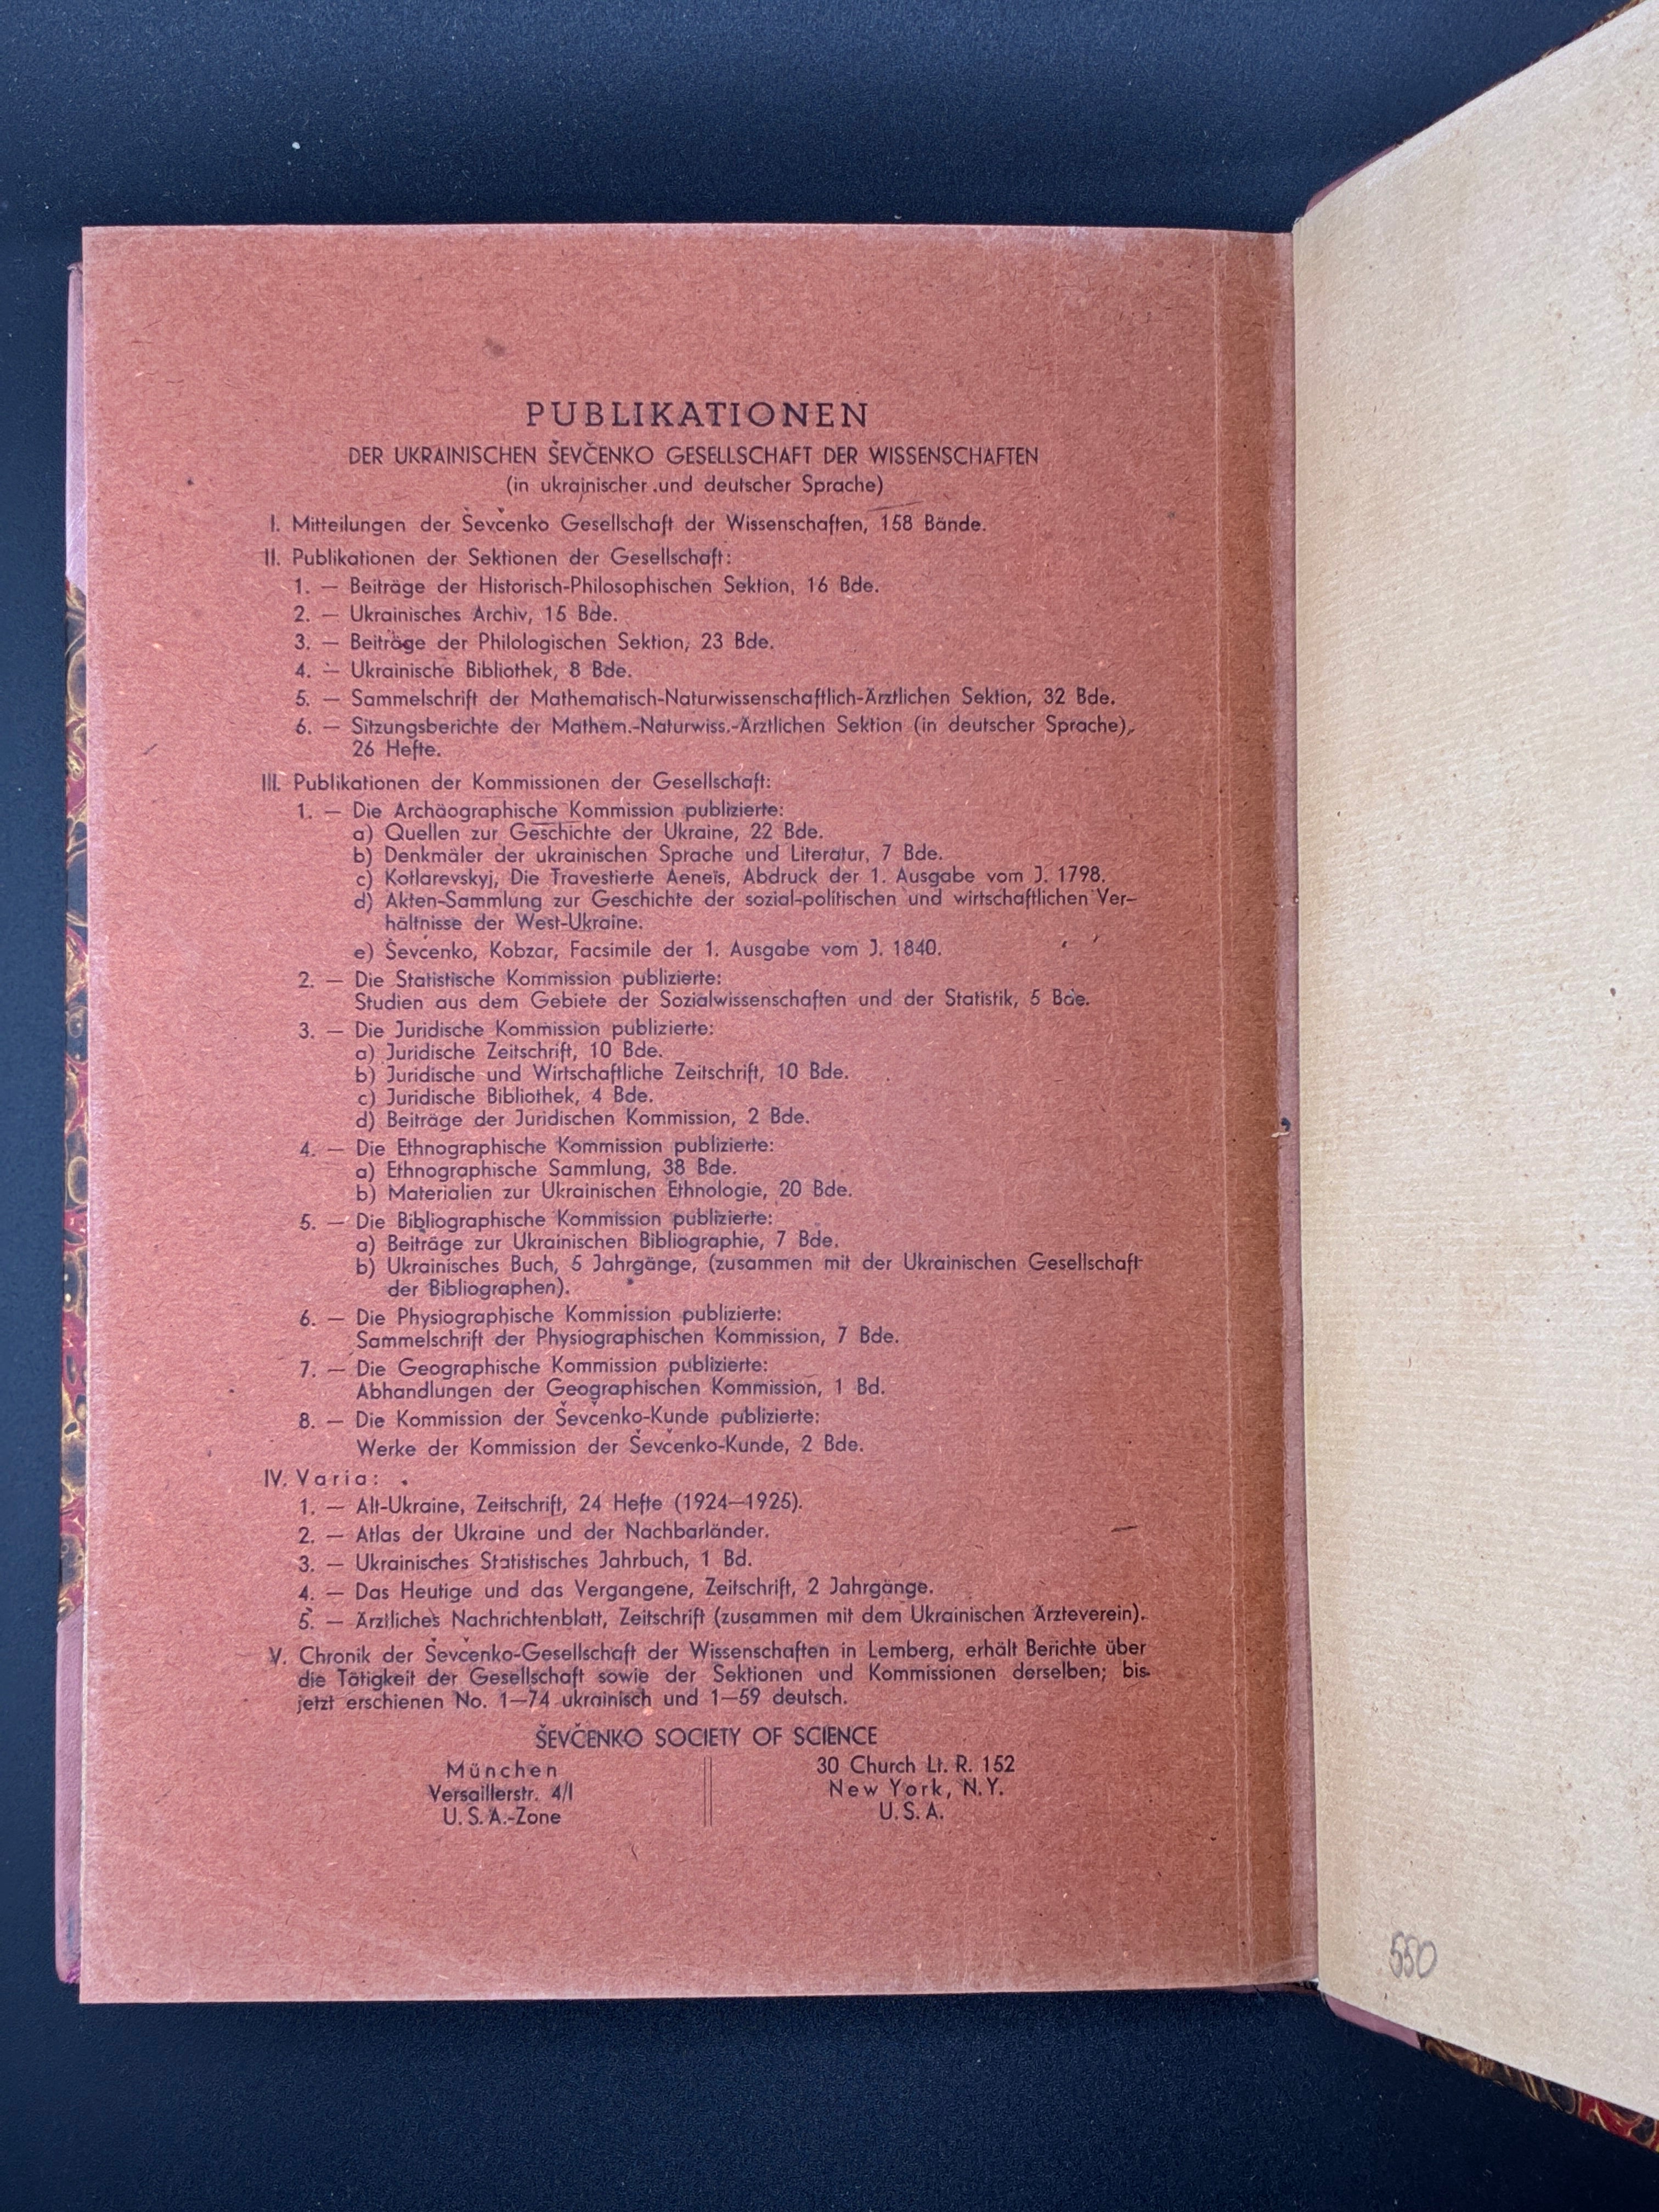 PUBLIKATIONEN
DER UKRAINISCHEN ŠEVČENKO GESELLSCHAFT DER WISSENSCHAFTEN
(in ukrainischer und deutscher Sprache)
I. Mitteilungen der Ševčenko Gesellschaft der Wissenschaften, 158 Bände.
II. Publikationen der Sektionen der Gesellschaft:
1. — Beiträge der Historisch-Philosophischen Sektion, 16 Bde.
2. — Ukrainisches Archiv, 15 Bde.
3. — Beiträge der Philologischen Sektion, 23 Bde.
4. — Ukrainische Bibliothek, 8 Bde.
5. — Sammelschrift der Mathematisch-Naturwissenschaftlich-Ärztlichen Sektion, 32 Bde.
6. — Sitzungsberichte der Mathem.-Naturwiss.-Ärztlichen Sektion (in deutscher Sprache),
26 Hefte.
III. Publikationen der Kommissionen der Gesellschaft:
1. — Die Archäographische Kommission publizierte:
a) Quellen zur Geschichte der Ukraine, 22 Bde.
b) Denkmäler der ukrainischen Sprache und Literatur, 7 Bde.
c) Kotlarevskyj, Die Travestierte Aeneïs, Abdruck der 1. Ausgabe vom J. 1798.
d) Akten-Sammlung zur Geschichte der sozial-politischen und wirtschaftlichen Ver-
hältnisse der West-Ukraine.
e) Ševcenko, Kobzar, Facsimile der 1. Ausgabe vom J. 1840.
2. — Die Statistische Kommission publizierte:
Studien aus dem Gebiete der Sozialwissenschaften und der Statistik, 5 Bde.
3. — Die Juridische Kommission publizierte:
a) Juridische Zeitschrift, 10 Bde.
b) Juridische und Wirtschaftliche Zeitschrift, 10 Bde.
c) Juridische Bibliothek, 4 Bde.
d) Beiträge der Juridischen Kommission, 2 Bde.
4. — Die Ethnographische Kommission publizierte:
a) Ethnographische Sammlung, 38 Bde.
b) Materialien zur Ukrainischen Ethnologie, 20 Bde.
5. — Die Bibliographische Kommission publizierte:
a) Beiträge zur Ukrainischen Bibliographie, 7 Bde.
b) Ukrainisches Buch, 5 Jahrgänge, (zusammen mit der Ukrainischen Gesellschaft
der Bibliographen).
6. — Die Physiographische Kommission publizierte:
Sammelschrift der Physiographischen Kommission, 7 Bde.
7. — Die Geographische Kommission publizierte:
Abhandlungen der Geographischen Kommission, 1 Bd.
8. — Die Kommission der Ševčenko-Kunde publizierte:
Werke der Kommission der Ševčenko-Kunde, 2 Bde.
IV. Varia:
1. — Alt-Ukraine, Zeitschrift, 24 Hefte (1924—1925).
2. — Atlas der Ukraine und der Nachbarländer.
3. — Ukrainisches Statistisches Jahrbuch, 1 Bd.
4. — Das Heutige und das Vergangene, Zeitschrift, 2 Jahrgänge.
5. — Ärztliches Nachrichtenblatt, Zeitschrift (zusammen mit dem Ukrainischen Ärzteverein).
V. Chronik der Ševčenko-Gesellschaft der Wissenschaften in Lemberg, erhält Berichte über
die Tätigkeit der Gesellschaft sowie der Sektionen und Kommissionen derselben; bis
jetzt erschienen No. 1—74 ukrainisch und 1—59 deutsch.
ŠEVČENKO SOCIETY OF SCIENCE
München
Versaillerstr. 4/I
U.S.A.-Zone
30 Church Lt. R. 152
New York, N.Y.
U.S.A.
550